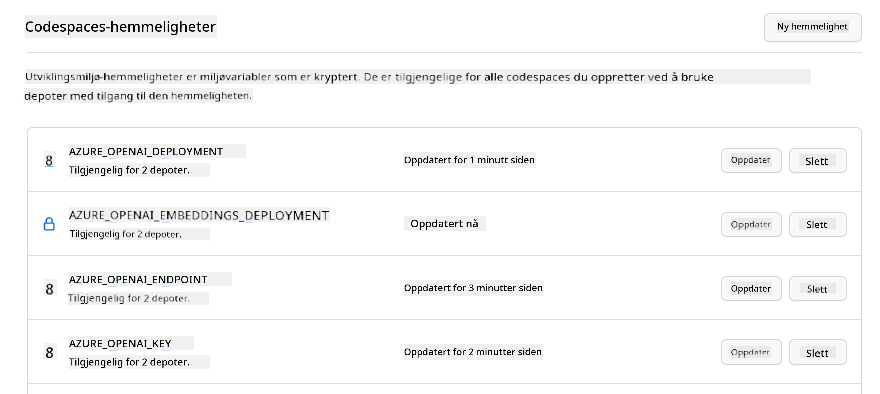 Codespaces-hemmeligheter
Ny hemmelighet
Utviklingsmiljø-hemmeligheter er miljøvariabler som er kryptert. De er tilgjengelige for alle codespaces du oppretter ved å bruke
depoter med tilgang til den hemmeligheten.
8 AZURE_OPENAI_DEPLOYMENT
Tilgjengelig for 2 depoter.
Oppdatert for 1 minutt siden
Oppdater
Slett
AZURE_OPENAI_EMBEDDINGS_DEPLOYMENT
Tilgjengelig for 2 depoter.
Oppdatert nå
Oppdater
Slett
8 AZURE_OPENAI_ENDPOINT
Tilgjengelig for 2 depoter.
Oppdatert for 3 minutter siden
Oppdater
Slett
8 AZURE_OPENAI_KEY
Tilgjengelig for 2 depoter.
Oppdatert for 2 minutter siden
Oppdater
Slett